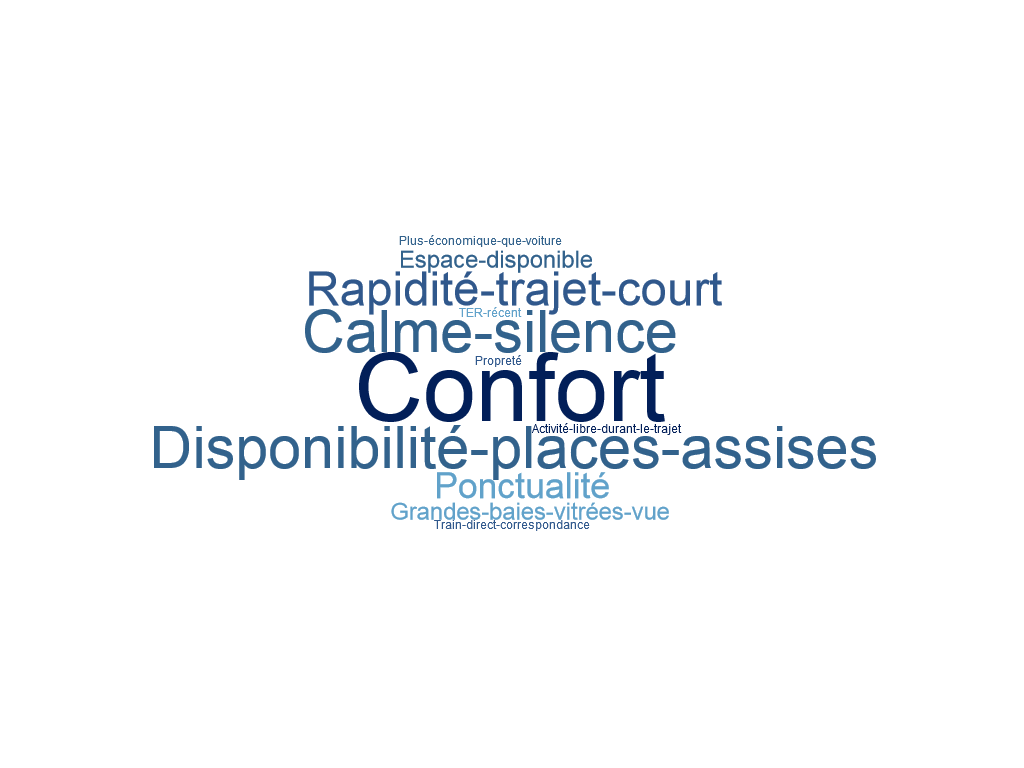 Plus-économique-que-voiture
Espace-disponible
Rapidité-trajet-court
TER-récent
Calme-silence
Propreté
Confort
Activité-libre-durant-le-trajet
Disponibilité-places-assises
Ponctualité
Grandes-baies-vitrées-vue
Train-direct-correspondance